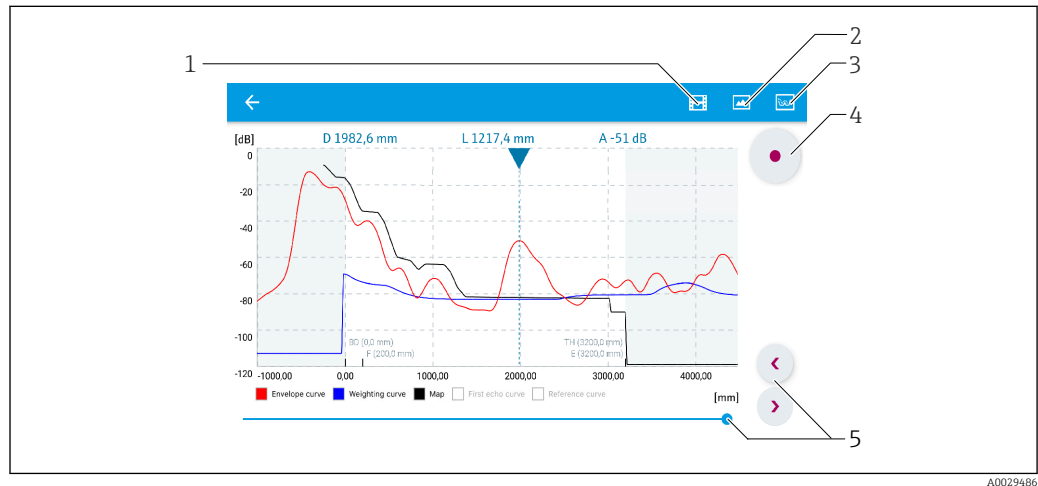 1
2
3
4
[dB]
D 1982,6 mm
L 1217,4 mm
A -51 dB
0
-20
-40
-60
-80
-100
-120
BD (0,0 mm)
F (200,0 mm)
TH (3200,0 mm)
E (3200,0 mm)
-1000,00
0,00
1000,00
2000,00
3000,00
4000,00
[mm]
Envelope curve
Weighting curve
Map
First echo curve
Reference curve
5
A0029486